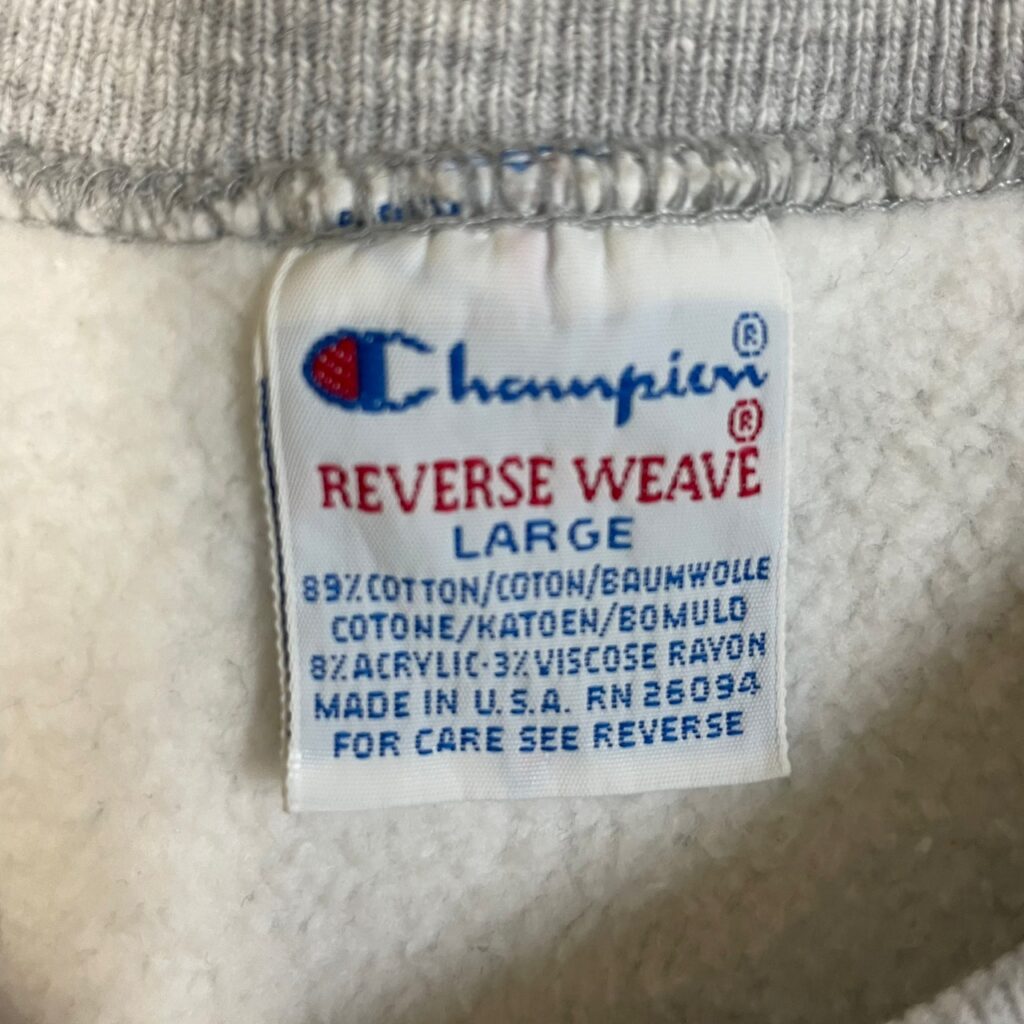 Champion®
REVERSE WEAVE®
LARGE
89% COTTON/COTON/BAUMWOLLE
COTONE/KATOEN/BOMULD
8% ACRYLIC·3% VISCOSE RAYON
MADE IN U.S.A. RN 26094
FOR CARE SEE REVERSE